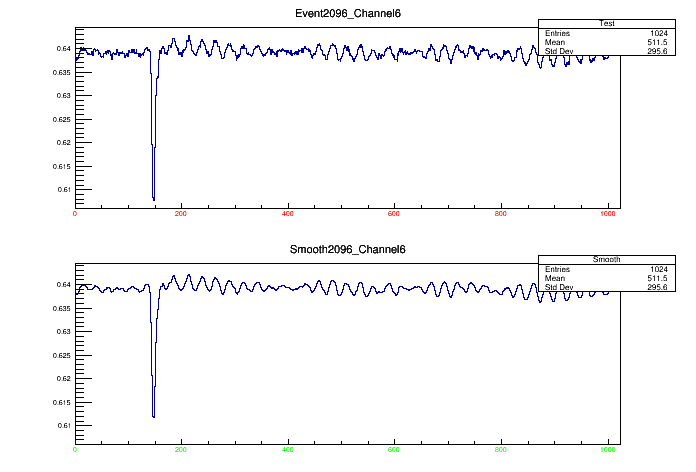 Event2096_Channel6
Test
Entries 1024
Mean 511.5
Std Dev 295.6
0.64
0.635
0.63
0.625
0.62
0.615
0.61
0 200 400 600 800 1000
Smooth2096_Channel6
Smooth
Entries 1024
Mean 511.5
Std Dev 295.6
0.64
0.635
0.63
0.625
0.62
0.615
0.61
0 200 400 600 800 1000